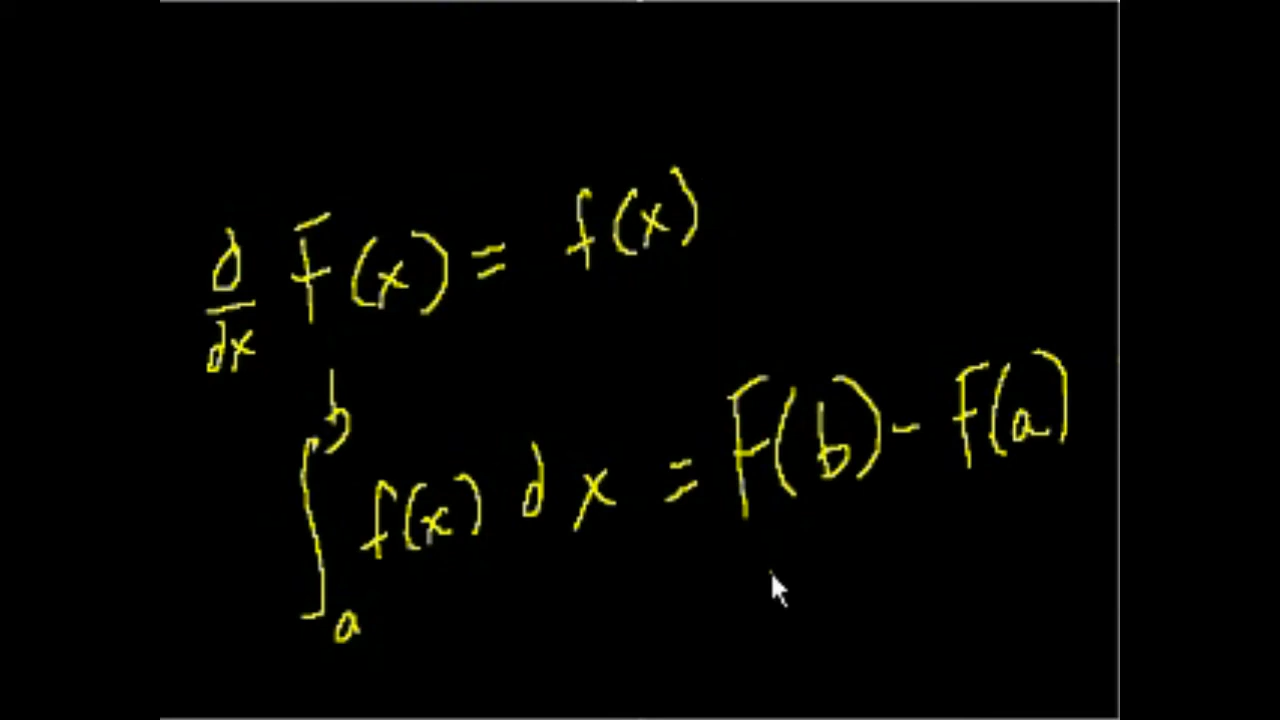 d/dx F(x) = f(x)
∫_a^b f(x) dx = F(b) - F(a)